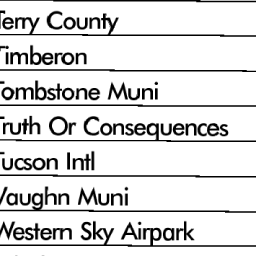 Terry County
Timberon
Tombstone Muni
Truth Or Consequences
Tucson Intl
Vaughn Muni
Western Sky Airpark